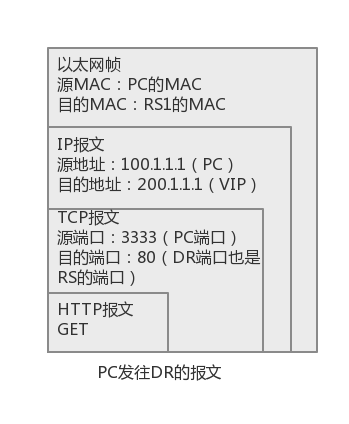 以太网帧
源MAC：PC的MAC
目的MAC：RS1的MAC
IP报文
源地址：100.1.1.1（PC）
目的地址：200.1.1.1（VIP）
TCP报文
源端口：3333（PC端口）
目的端口：80（DR端口也是
RS的端口）
HTTP报文
GET
PC发往DR的报文